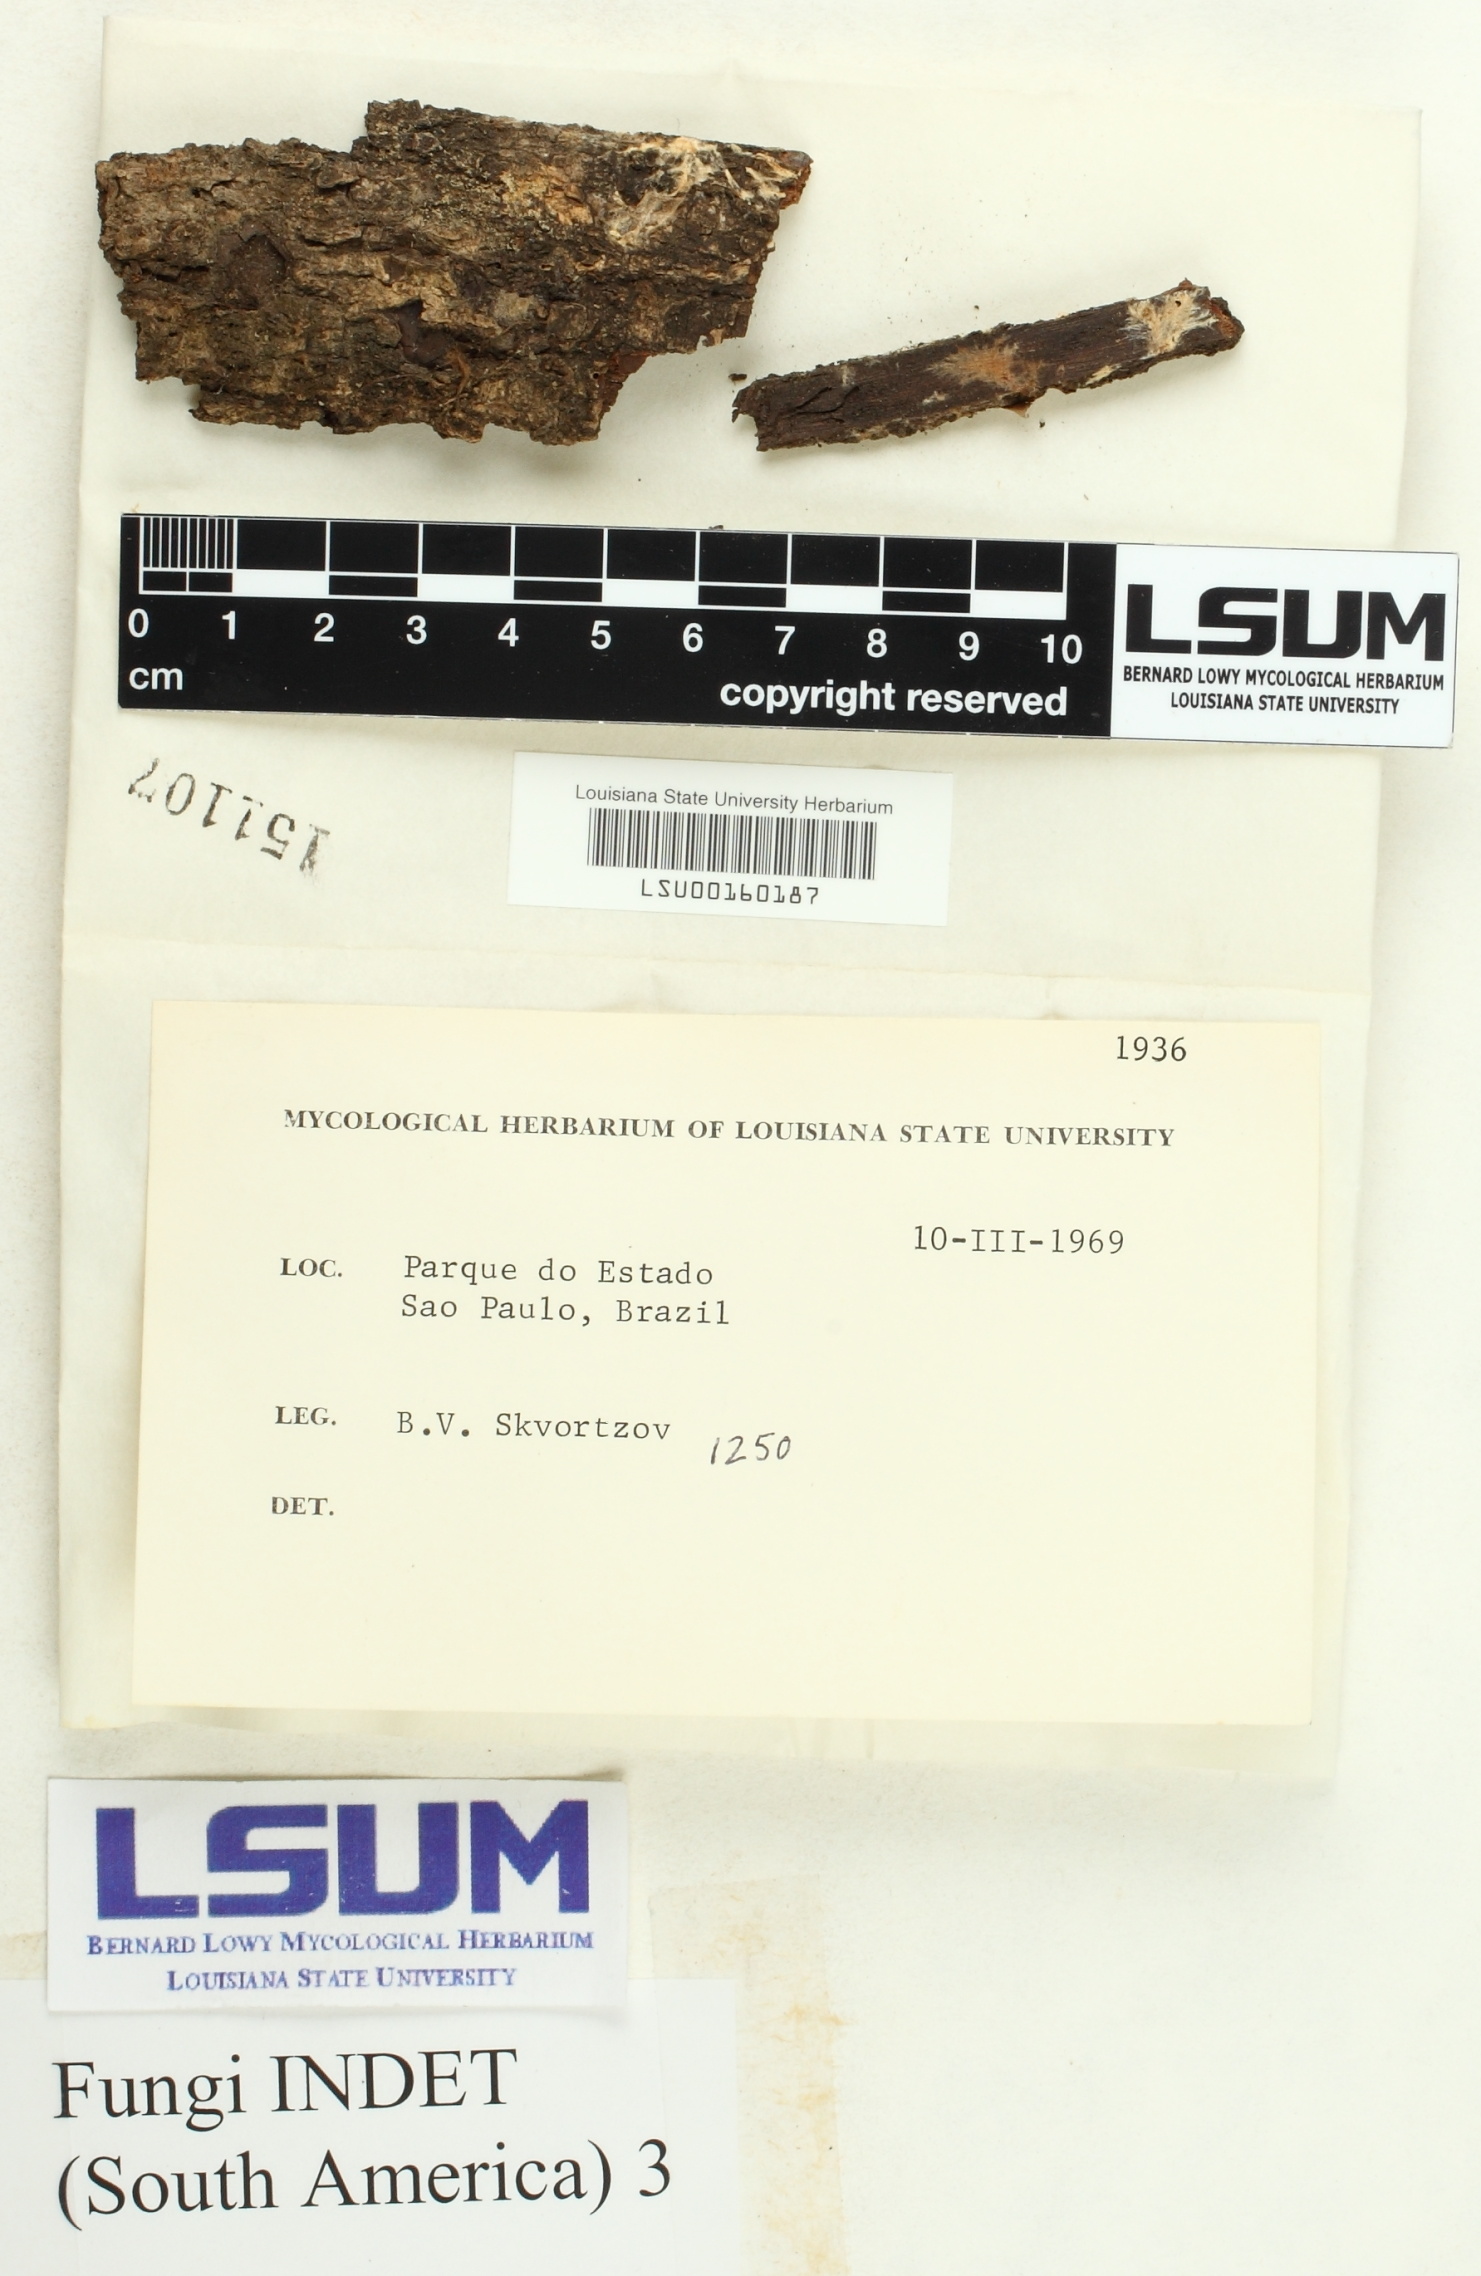 0 1 2 3 4 5 6 7 8 9 10
cm
copyright reserved
LSUM
BERNARD LOWY MYCOLOGICAL HERBARIUM
LOUISIANA STATE UNIVERSITY
151107
Louisiana State University Herbarium
LSU00160187
1936
MYCOLOGICAL HERBARIUM OF LOUISIANA STATE UNIVERSITY
10-III-1969
LOC. Parque do Estado
Sao Paulo, Brazil
LEG. B.V. Skvortzov 1250
DET.
LSUM
BERNARD LOWY MYCOLOGICAL HERBARIUM
LOUISIANA STATE UNIVERSITY
Fungi INDET
(South America) 3